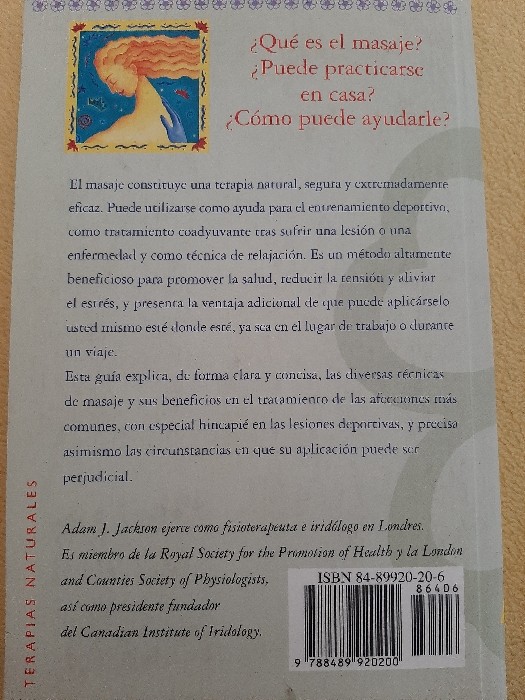 ¿Qué es el masaje?
¿Puede practicarse
en casa?
¿Cómo puede ayudarle?
El masaje constituye una terapia natural, segura y extremadamente
eficaz. Puede utilizarse como ayuda para el entrenamiento deportivo,
como tratamiento coadyuvante tras sufrir una lesión o una
enfermedad y como técnica de relajación. Es un método altamente
beneficioso para promover la salud, reducir la tensión y aliviar
el estrés, y presenta la ventaja adicional de que puede aplicárselo
usted mismo esté donde esté, ya sea en el lugar de trabajo o durante
un viaje.
Esta guía explica, de forma clara y concisa, las diversas técnicas
de masaje y sus beneficios en el tratamiento de las afecciones más
comunes, con especial hincapié en las lesiones deportivas, y precisa
asimismo las circunstancias en que su aplicación puede ser
perjudicial.
Adam J. Jackson ejerce como fisioterapeuta e iridólogo en Londres.
Es miembro de la Royal Society for the Promotion of Health y la London
and Counties Society of Physiologists,
así como presidente fundador
del Canadian Institute of Iridology.
TERAPIAS NATURALES
ISBN 84-89920-20-6
86406
9 788489 920200